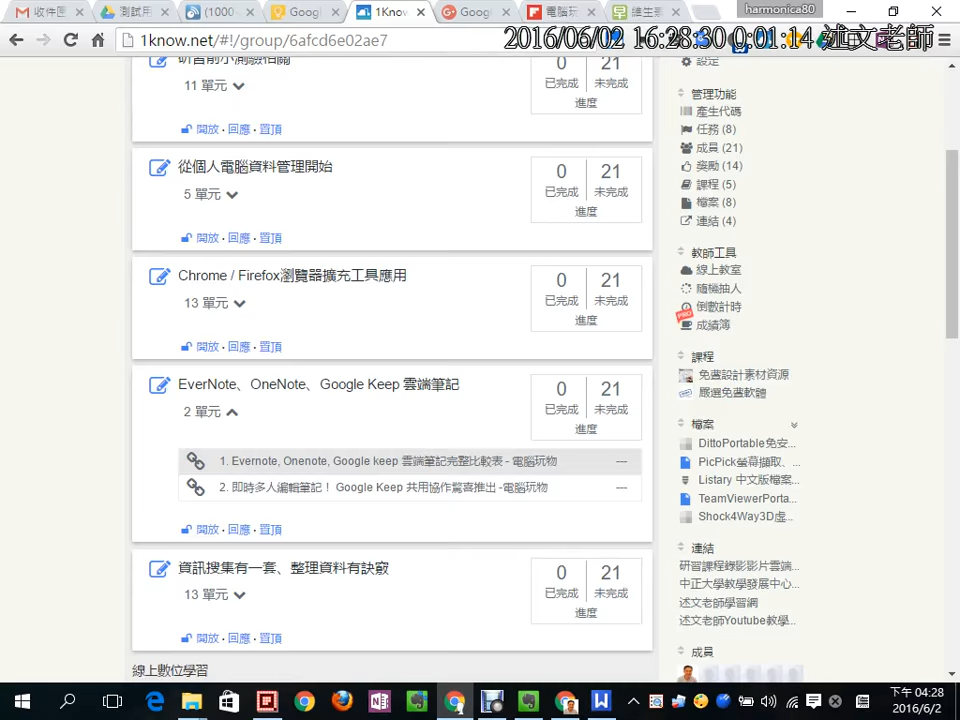 收件匣
測試用
(1000
Googl
1Know
Googl
電腦玩
維生素
harmonica80
1know.net/#!/group/6afcd6e02ae7
2016/06/02 16:28:30 0:01:14 述文老師
研習前小測驗相關
11 單元
開放 · 回應 · 置頂
0 已完成
21 未完成
進度
從個人電腦資料管理開始
5 單元
開放 · 回應 · 置頂
0 已完成
21 未完成
進度
Chrome / Firefox瀏覽器擴充工具應用
13 單元
開放 · 回應 · 置頂
0 已完成
21 未完成
進度
EverNote、OneNote、Google Keep 雲端筆記
2 單元
0 已完成
21 未完成
進度
1. Evernote, Onenote, Google keep 雲端筆記完整比較表 - 電腦玩物 ---
2. 即時多人編輯筆記！ Google Keep 共用協作驚喜推出 -電腦玩物 ---
開放 · 回應 · 置頂
資訊搜集有一套、整理資料有訣竅
13 單元
開放 · 回應 · 置頂
0 已完成
21 未完成
進度
線上數位學習
設定
管理功能
產生代碼
任務 (8)
成員 (21)
獎勵 (14)
課程 (5)
檔案 (8)
連結 (4)
教師工具
線上教室
隨機抽人
倒數計時
PRO
成績簿
課程
免費設計素材資源
嚴選免費軟體
檔案
DittoPortable免安...
PicPick螢幕擷取、...
Listary 中文版檔案...
TeamViewerPorta...
Shock4Way3D虛...
連結
研習課程錄影影片雲端...
中正大學教學發展中心...
述文老師學習網
述文老師Youtube教學...
成員
下午 04:28
2016/6/2